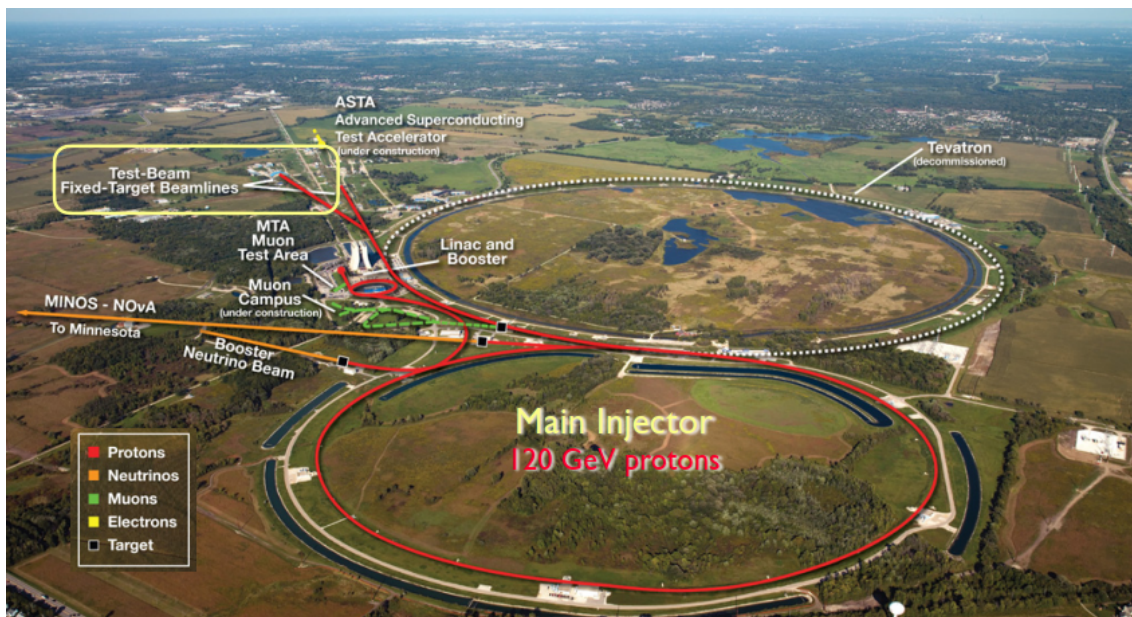 ASTA
Advanced Superconducting
Test Accelerator
(under construction)
Tevatron
(decommissioned)
Test-Beam
Fixed-Target Beamlines
MTA
Muon
Test Area
Linac and
Booster
Muon
Campus
(under construction)
MINOS - NOvA
To Minnesota
Booster
Neutrino Beam
Main Injector
120 GeV protons
Protons
Neutrinos
Muons
Electrons
Target